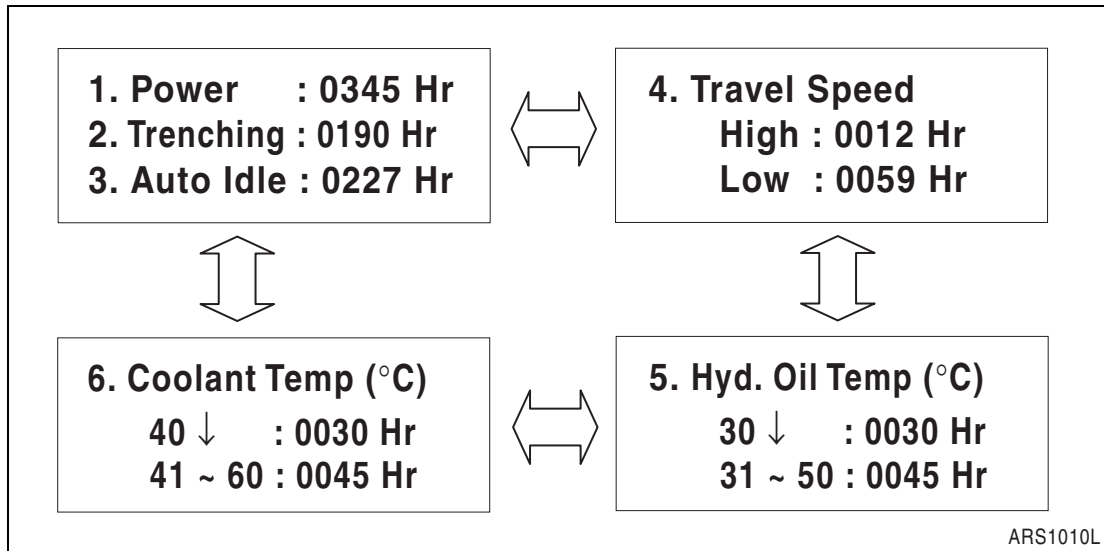 1. Power : 0345 Hr
2. Trenching : 0190 Hr
3. Auto Idle : 0227 Hr
4. Travel Speed
High : 0012 Hr
Low : 0059 Hr
6. Coolant Temp (°C)
40 ↓ : 0030 Hr
41 ~ 60 : 0045 Hr
5. Hyd. Oil Temp (°C)
30 ↓ : 0030 Hr
31 ~ 50 : 0045 Hr
ARS1010L